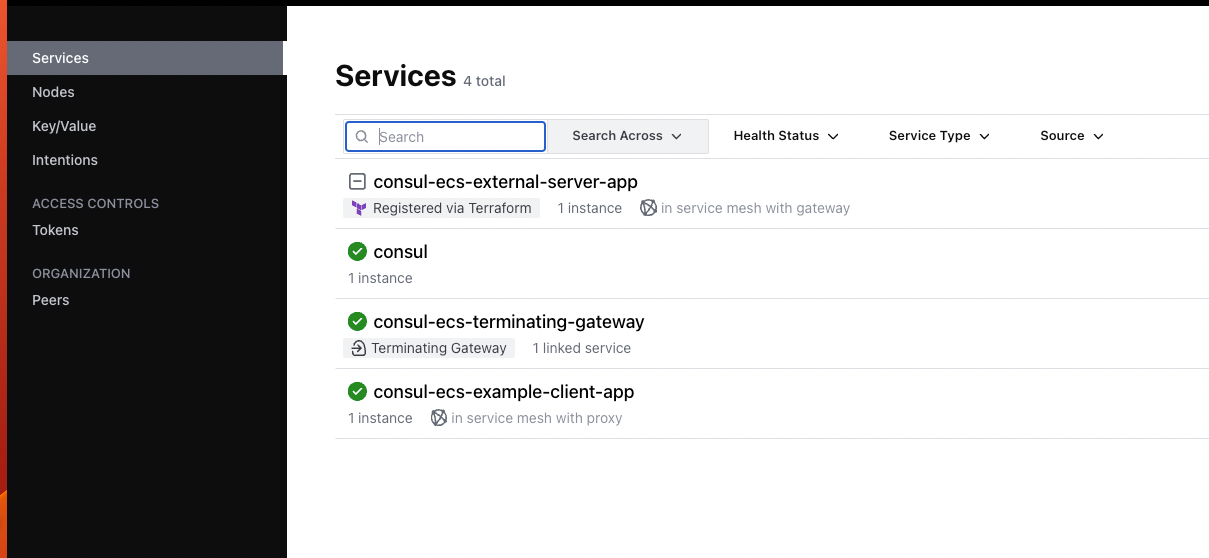 Services
Nodes
Key/Value
Intentions
ACCESS CONTROLS
Tokens
ORGANIZATION
Peers
Services 4 total
Search Search Across Health Status Service Type Source
consul-ecs-external-server-app
Registered via Terraform 1 instance in service mesh with gateway
consul
1 instance
consul-ecs-terminating-gateway
Terminating Gateway 1 linked service
consul-ecs-example-client-app
1 instance in service mesh with proxy